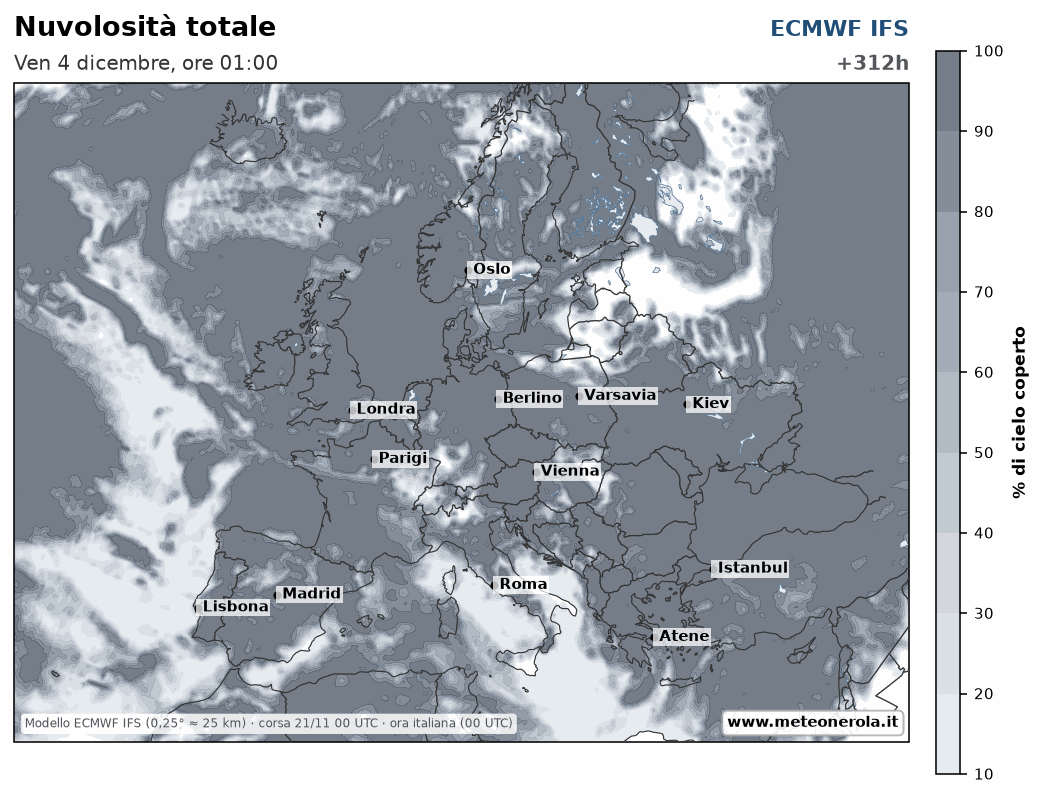 Nuvolosità totale
ECMWF IFS
Ven 4 dicembre, ore 01:00
+312h
100
90
80
70
60
50
40
30
20
10
% di cielo coperto
Oslo
Londra
Berlino
Varsavia
Kiev
Parigi
Vienna
Istanbul
Roma
Madrid
Lisbona
Atene
Modello ECMWF IFS (0,25° ≈ 25 km) · corsa 21/11 00 UTC · ora italiana (00 UTC)
www.meteonerola.it